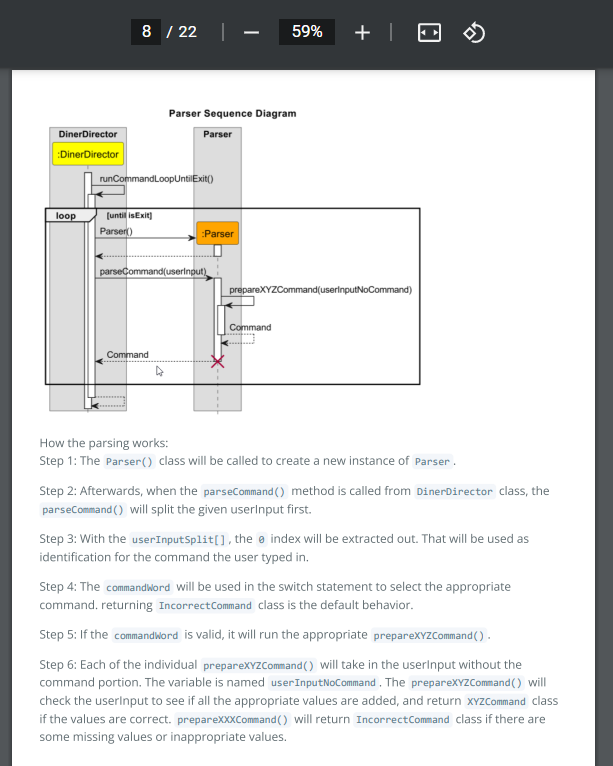 8 / 22
59%
Parser Sequence Diagram
DinerDirector
Parser
:DinerDirector
runCommandLoopUntilExit()
loop
[until isExit]
Parser()
:Parser
parseCommand(userInput)
prepareXYZCommand(userInputNoCommand)
Command
Command
How the parsing works:
Step 1: The Parser() class will be called to create a new instance of Parser.
Step 2: Afterwards, when the parseCommand() method is called from DinerDirector class, the
parseCommand() will split the given userInput first.
Step 3: With the userInputSplit[], the 0 index will be extracted out. That will be used as
identification for the command the user typed in.
Step 4: The commandWord will be used in the switch statement to select the appropriate
command. returning IncorrectCommand class is the default behavior.
Step 5: If the commandWord is valid, it will run the appropriate prepareXYZCommand().
Step 6: Each of the individual prepareXYZCommand() will take in the userInput without the
command portion. The variable is named userInputNoCommand. The prepareXYZCommand() will
check the userInput to see if all the appropriate values are added, and return XYZCommand class
if the values are correct. prepareXXXCommand() will return IncorrectCommand class if there are
some missing values or inappropriate values.